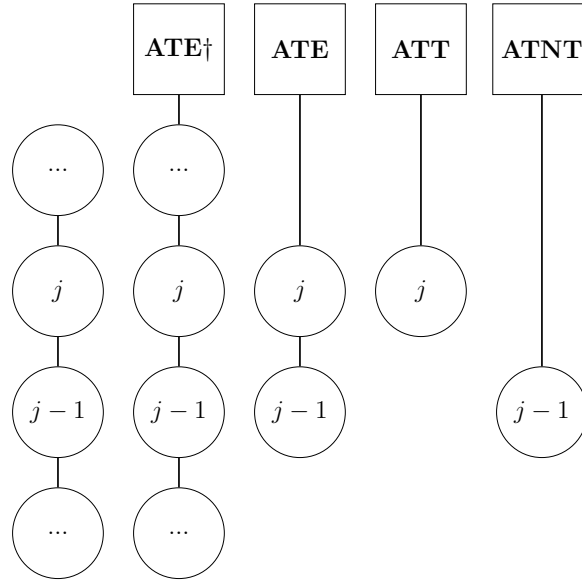 ATE† ATE ATT ATNT
... ...
j j j j
j − 1 j − 1 j − 1 j − 1
... ...